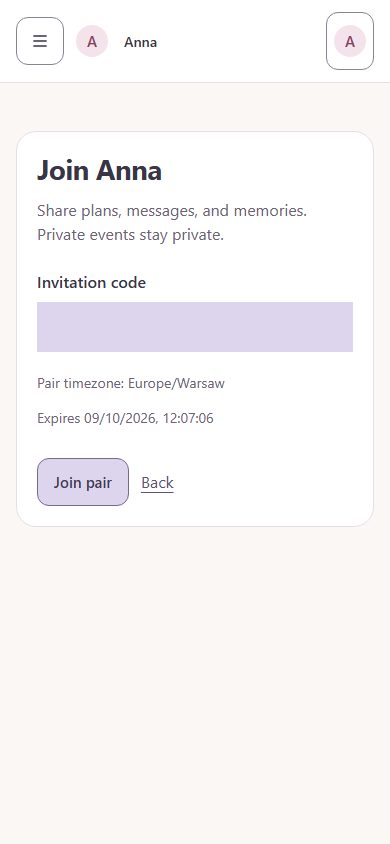 A
Anna
A
Join Anna
Share plans, messages, and memories.
Private events stay private.
Invitation code
Pair timezone: Europe/Warsaw
Expires 09/10/2026, 12:07:06
Join pair
Back